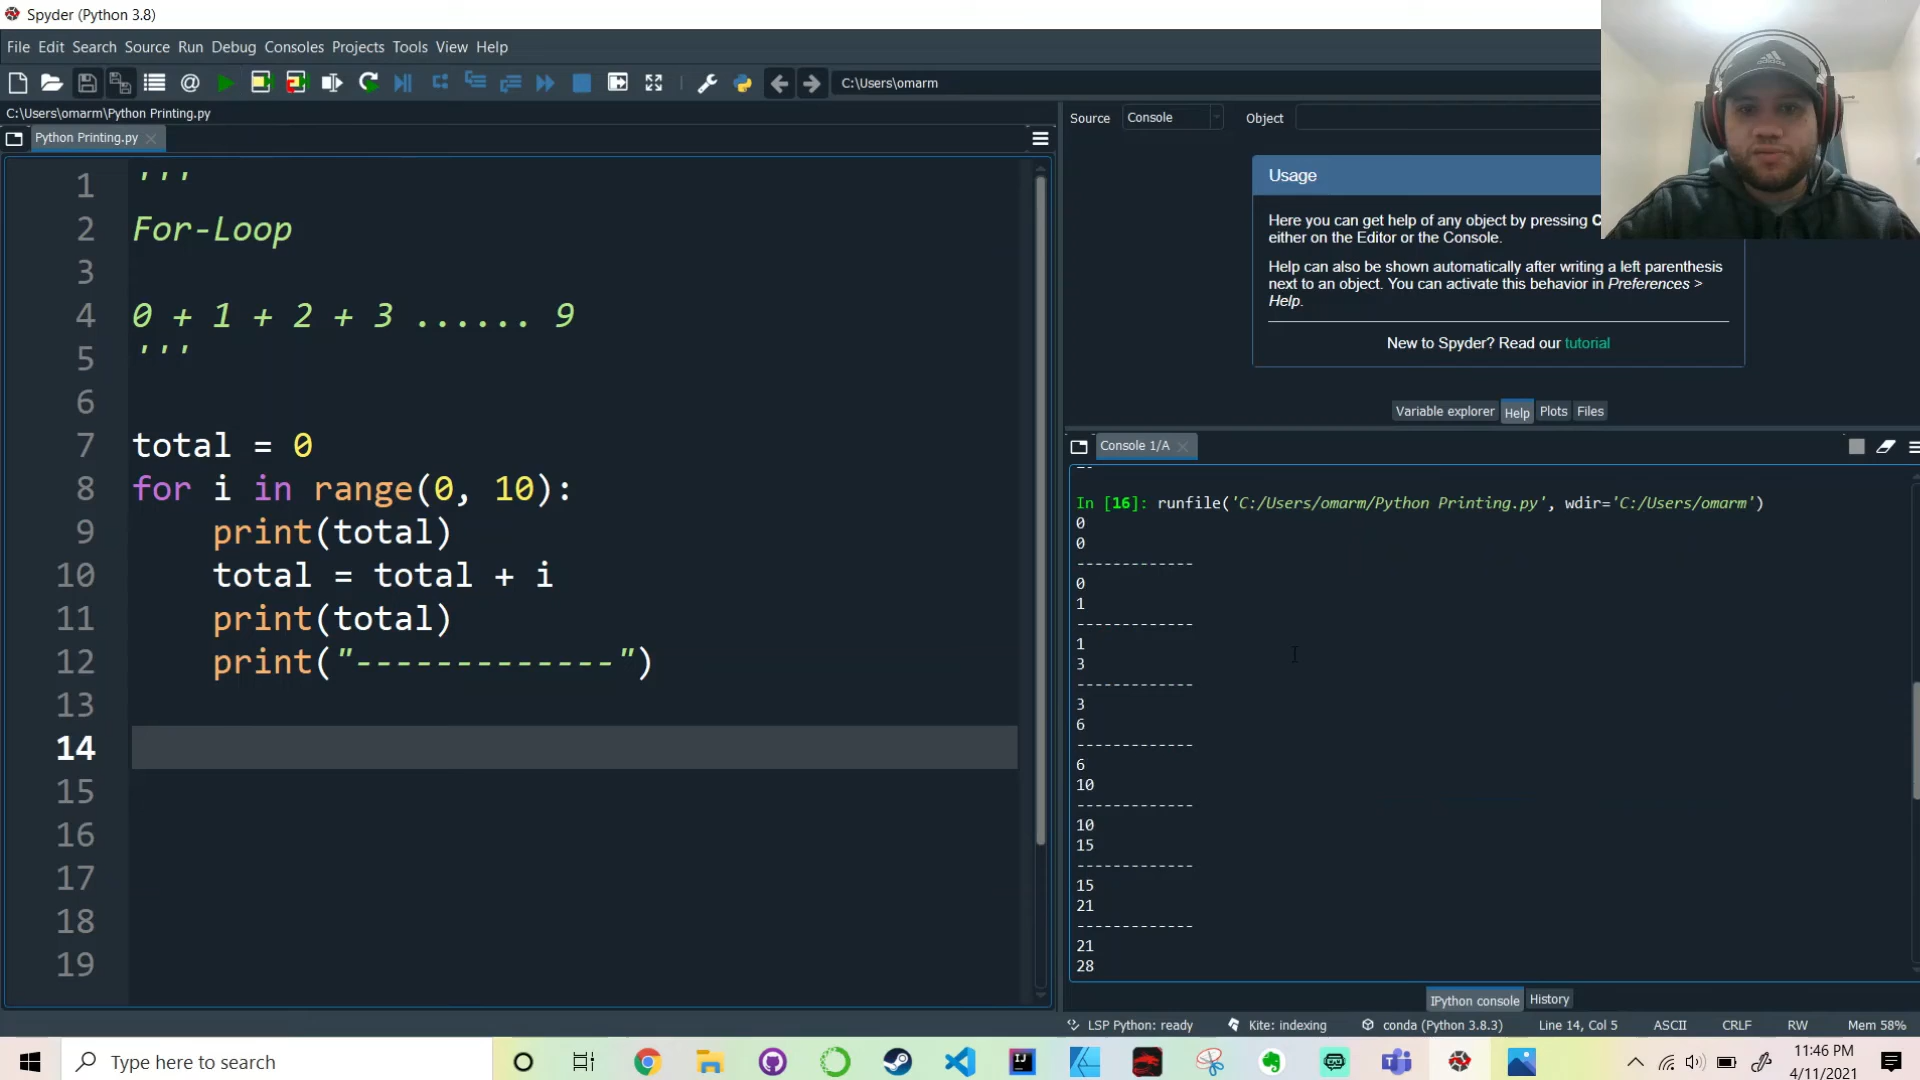 Spyder (Python 3.8)
File Edit Search Source Run Debug Consoles Projects Tools View Help
C:\Users\omarm
C:\Users\omarm\Python Printing.py
Python Printing.py
1 '''
2 For-Loop
3
4 0 + 1 + 2 + 3 ...... 9
5 '''
6
7 total = 0
8 for i in range(0, 10):
9 print(total)
10 total = total + i
11 print(total)
12 print("-------------")
13
14
15
16
17
18
19
Source Console Object
Usage
Here you can get help of any object by pressing C
either on the Editor or the Console.
Help can also be shown automatically after writing a left parenthesis
next to an object. You can activate this behavior in Preferences >
Help.
New to Spyder? Read our tutorial
Variable explorer Help Plots Files
Console 1/A
In [16]: runfile('C:/Users/omarm/Python Printing.py', wdir='C:/Users/omarm')
0
0
-------------
0
1
-------------
1
3
-------------
3
6
-------------
6
10
-------------
10
15
-------------
15
21
-------------
21
28
IPython console History
LSP Python: ready Kite: indexing conda (Python 3.8.3) Line 14, Col 5 ASCII CRLF RW Mem 58%
Type here to search
11:46 PM
4/11/2021